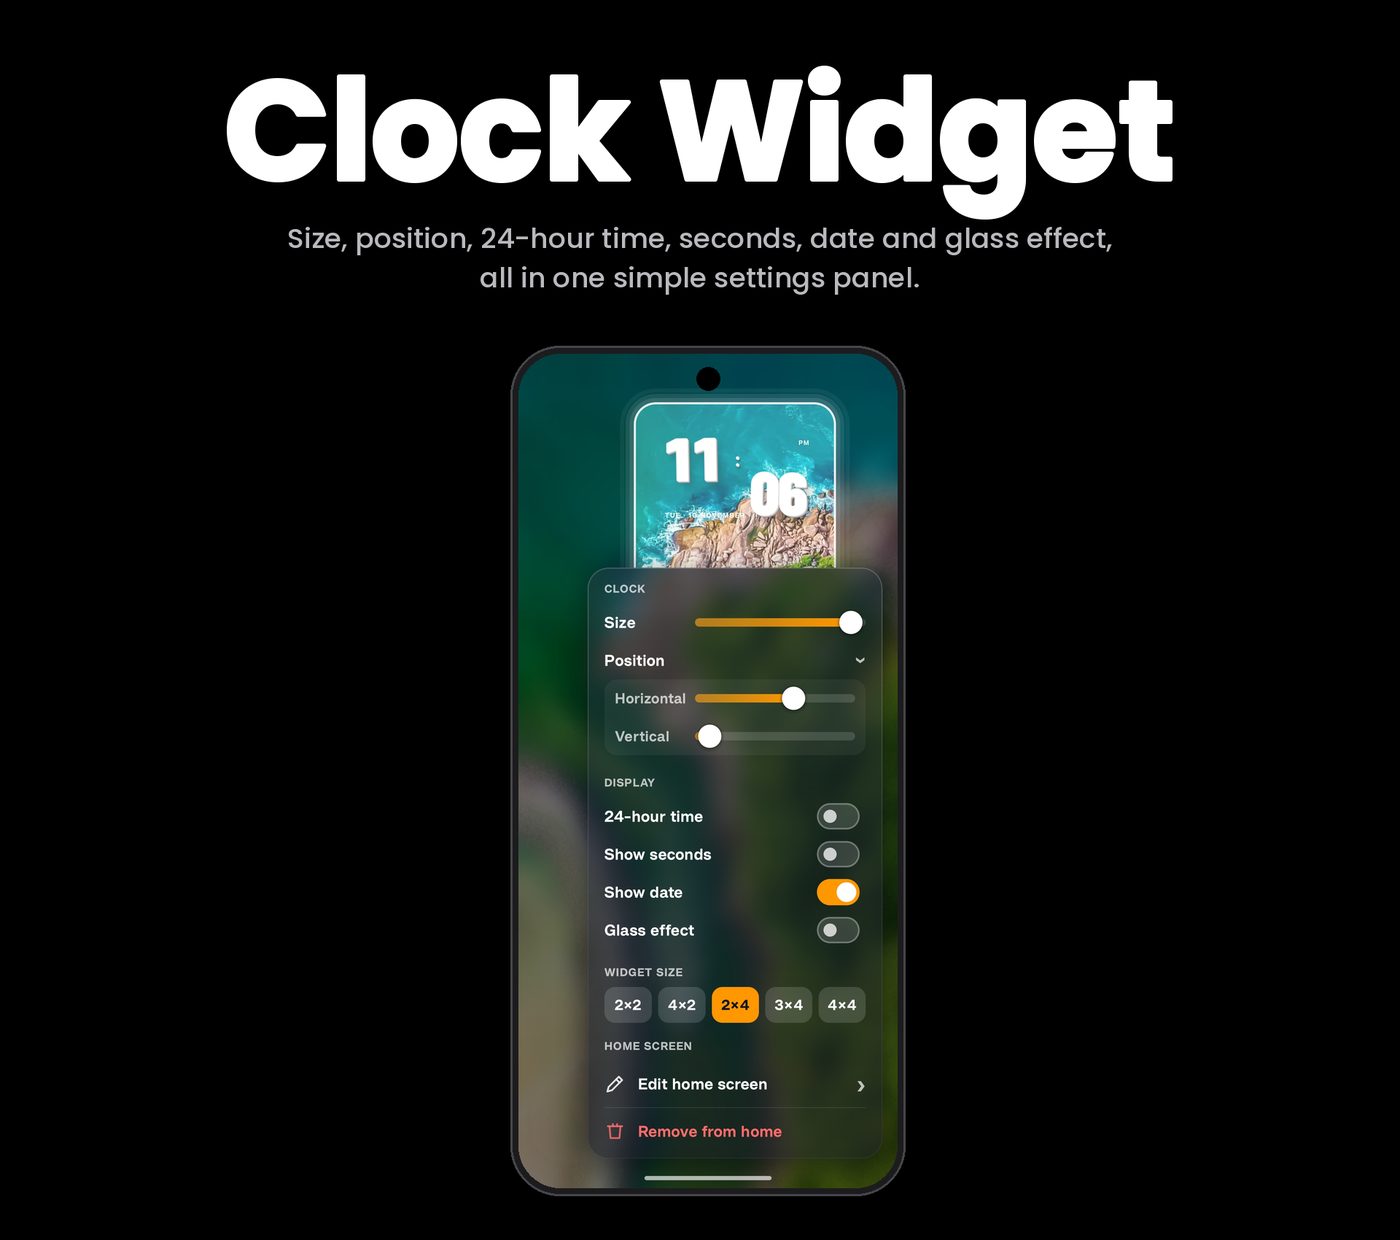 Clock Widget
Size, position, 24-hour time, seconds, date and glass effect,
all in one simple settings panel.
11 : 06
PM
TUE
NOVEMBER
CLOCK
Size
Position
Horizontal
Vertical
DISPLAY
24-hour time
Show seconds
Show date
Glass effect
WIDGET SIZE
2×2 4×2 2×4 3×4 4×4
HOME SCREEN
Edit home screen
Remove from home